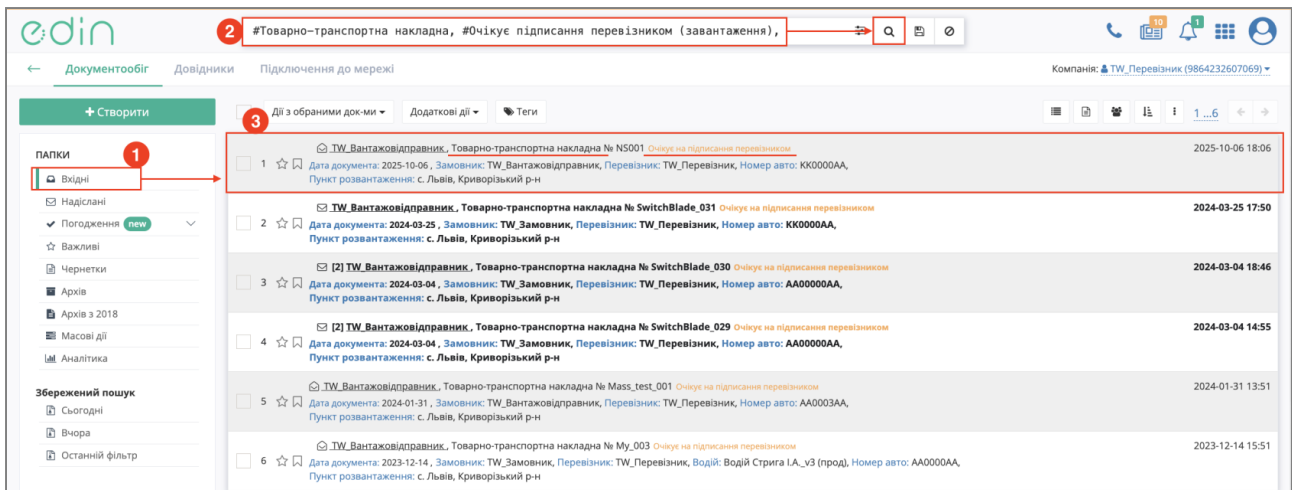 edin
2
#Товарно-транспортна накладна, #Очікує підписання перевізником (завантаження),
10
1
← Документообіг Довідники Підключення до мережі
Компанія: TW_Перевізник (9864232607069)
+ Створити
Дії з обраними док-ми Додаткові дії Теги
1 ...6 ← →
3
ПАПКИ
1
Вхідні
Надіслані
Погодження new
Важливі
Чернетки
Архів
Архів з 2018
Масові дії
Аналітика
Збережений пошук
Сьогодні
Вчора
Останній фільтр
TW_Вантажовідправник , Товарно-транспортна накладна № NS001 Очікує на підписання перевізником 2025-10-06 18:06
1 Дата документа: 2025-10-06 , Замовник: TW_Вантажовідправник, Перевізник: TW_Перевізник, Номер авто: КК0000АА,
Пункт розвантаження: с. Львів, Криворізький р-н
TW_Вантажовідправник , Товарно-транспортна накладна № SwitchBlade_031 Очікує на підписання перевізником 2024-03-25 17:50
2 Дата документа: 2024-03-25 , Замовник: TW_Замовник, Перевізник: TW_Перевізник, Номер авто: КК0000АА,
Пункт розвантаження: с. Львів, Криворізький р-н
[2] TW_Вантажовідправник , Товарно-транспортна накладна № SwitchBlade_030 Очікує на підписання перевізником 2024-03-04 18:46
3 Дата документа: 2024-03-04 , Замовник: TW_Замовник, Перевізник: TW_Перевізник, Номер авто: АА00000АА,
Пункт розвантаження: с. Львів, Криворізький р-н
[2] TW_Вантажовідправник , Товарно-транспортна накладна № SwitchBlade_029 Очікує на підписання перевізником 2024-03-04 14:55
4 Дата документа: 2024-03-04 , Замовник: TW_Замовник, Перевізник: TW_Перевізник, Номер авто: АА00000АА,
Пункт розвантаження: с. Львів, Криворізький р-н
TW_Вантажовідправник , Товарно-транспортна накладна № Mass_test_001 Очікує на підписання перевізником 2024-01-31 13:51
5 Дата документа: 2024-01-31 , Замовник: TW_Вантажовідправник, Перевізник: TW_Перевізник, Номер авто: АА0003АА,
Пункт розвантаження: с. Львів, Криворізький р-н
TW_Вантажовідправник , Товарно-транспортна накладна № My_003 Очікує на підписання перевізником 2023-12-14 15:51
6 Дата документа: 2023-12-14 , Замовник: TW_Замовник, Перевізник: TW_Перевізник, Водій: Водій Стрига І.А._v3 (прод), Номер авто: АА0000АА,
Пункт розвантаження: с. Львів, Криворізький р-н